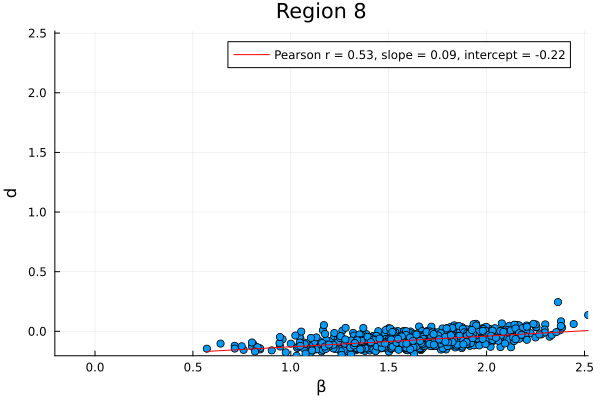 Region 8
Pearson r = 0.53, slope = 0.09, intercept = -0.22
2.5
2.0
1.5
1.0
0.5
0.0
d
0.0 0.5 1.0 1.5 2.0 2.5
β